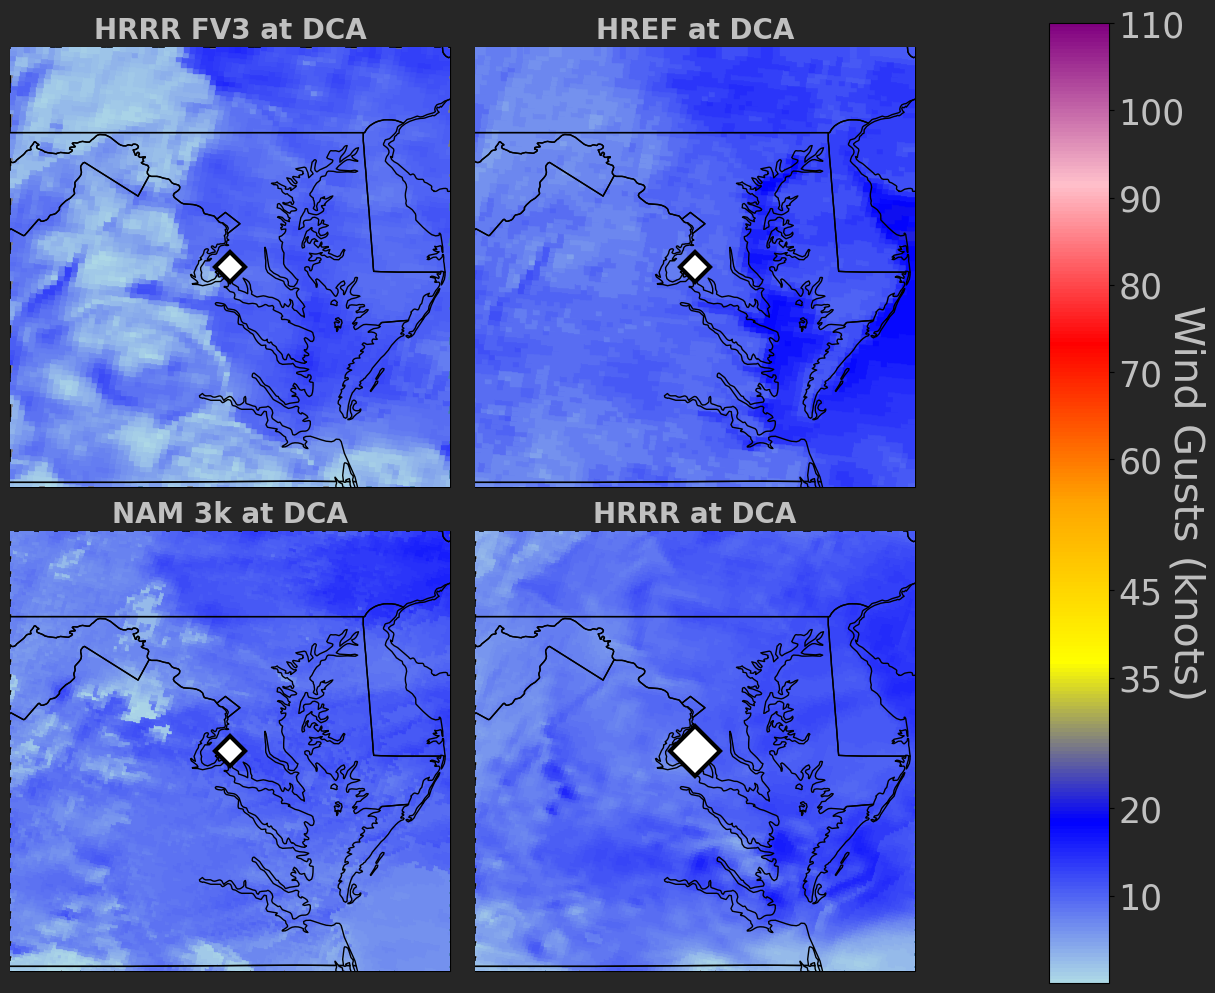 HRRR FV3 at DCA
HREF at DCA
NAM 3k at DCA
HRRR at DCA
110
100
90
80
70
60
45
35
20
10
Wind Gusts (knots)